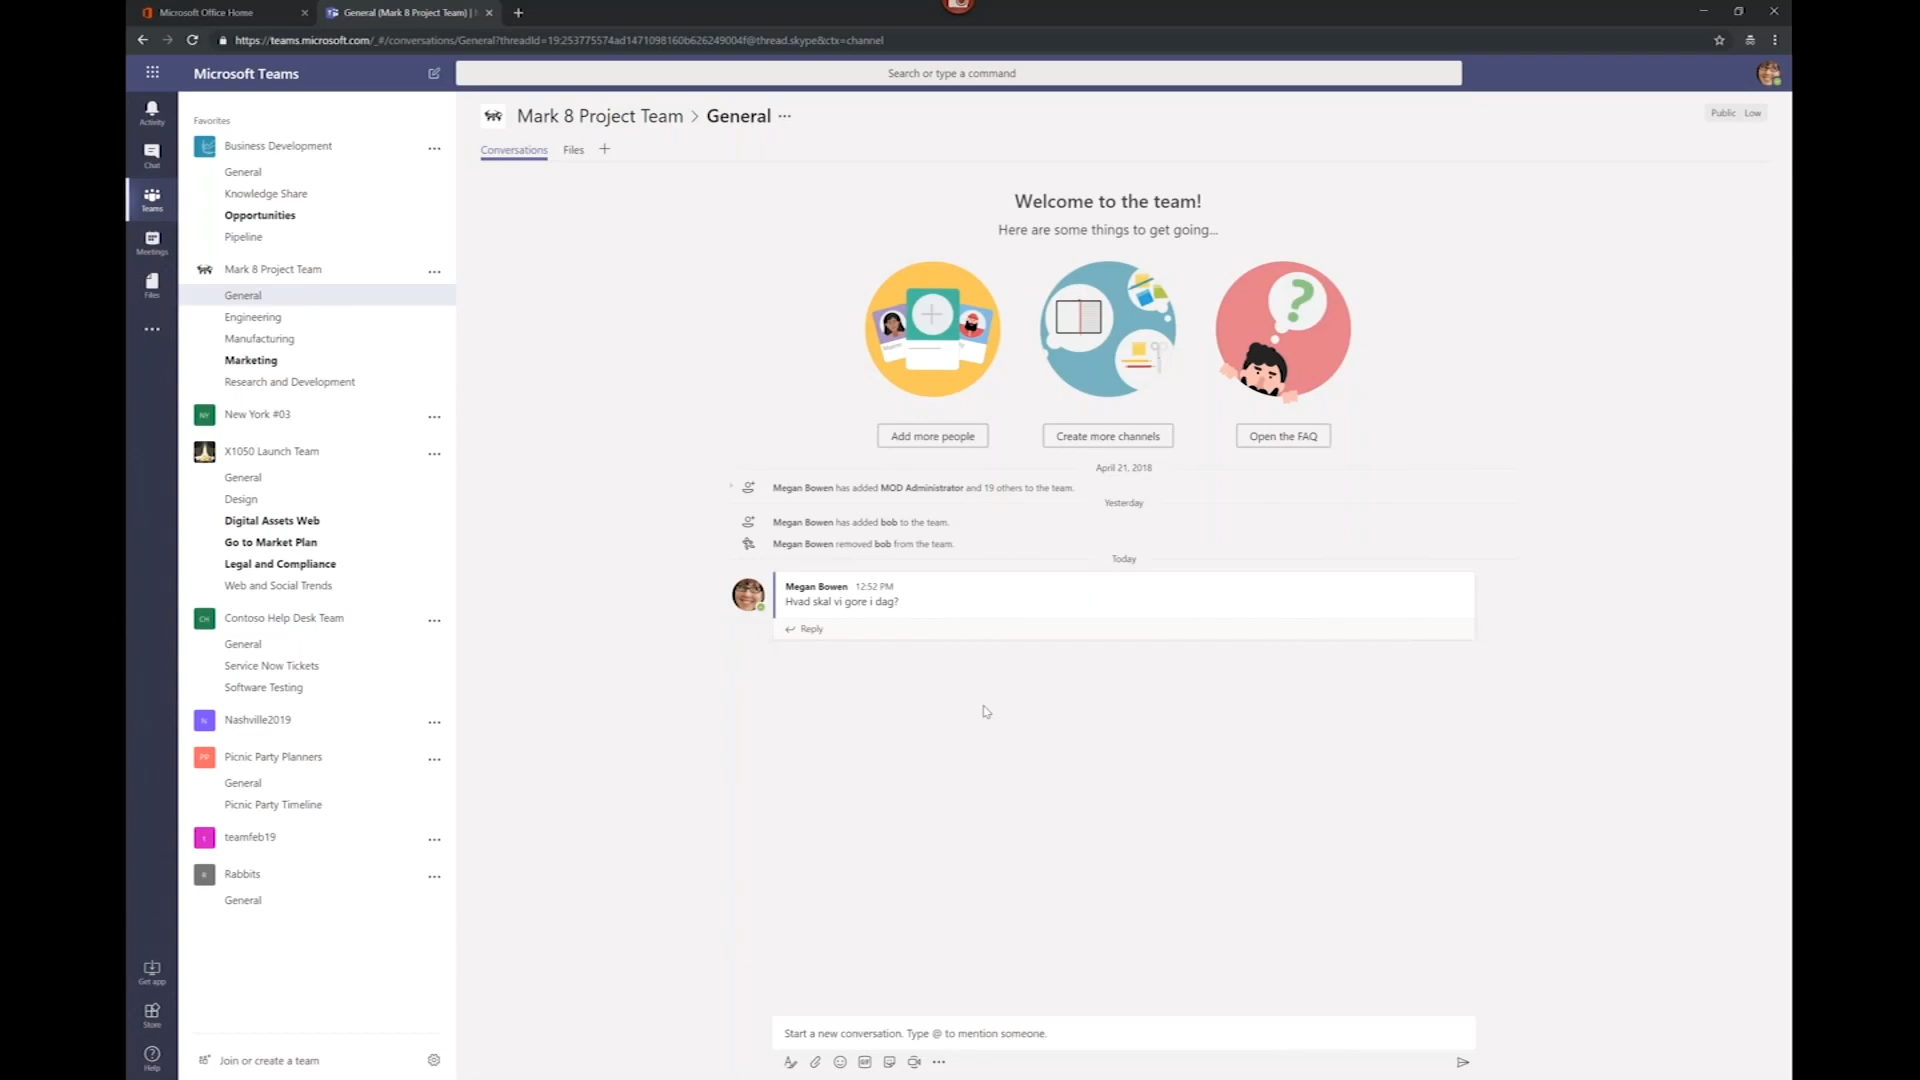 Microsoft Office Home
General (Mark 8 Project Team) |
https://teams.microsoft.com/_#/conversations/General?threadId=19:253775574ad1471098160b626249004f@thread.skype&ctx=channel
Microsoft Teams
Search or type a command
Activity
Chat
Teams
Meetings
Files
Get app
Store
Help
Favorites
Business Development
General
Knowledge Share
Opportunities
Pipeline
Mark 8 Project Team
General
Engineering
Manufacturing
Marketing
Research and Development
NY New York #03
X1050 Launch Team
General
Design
Digital Assets Web
Go to Market Plan
Legal and Compliance
Web and Social Trends
CH Contoso Help Desk Team
General
Service Now Tickets
Software Testing
N Nashville2019
PP Picnic Party Planners
General
Picnic Party Timeline
t teamfeb19
R Rabbits
General
Join or create a team
Mark 8 Project Team > General ...
Public Low
Conversations Files +
Welcome to the team!
Here are some things to get going...
Add more people
Create more channels
Open the FAQ
April 21, 2018
Megan Bowen has added MOD Administrator and 19 others to the team.
Yesterday
Megan Bowen has added bob to the team.
Megan Bowen removed bob from the team.
Today
Megan Bowen 12:52 PM
Hvad skal vi gore i dag?
Reply
Start a new conversation. Type @ to mention someone.
GIF